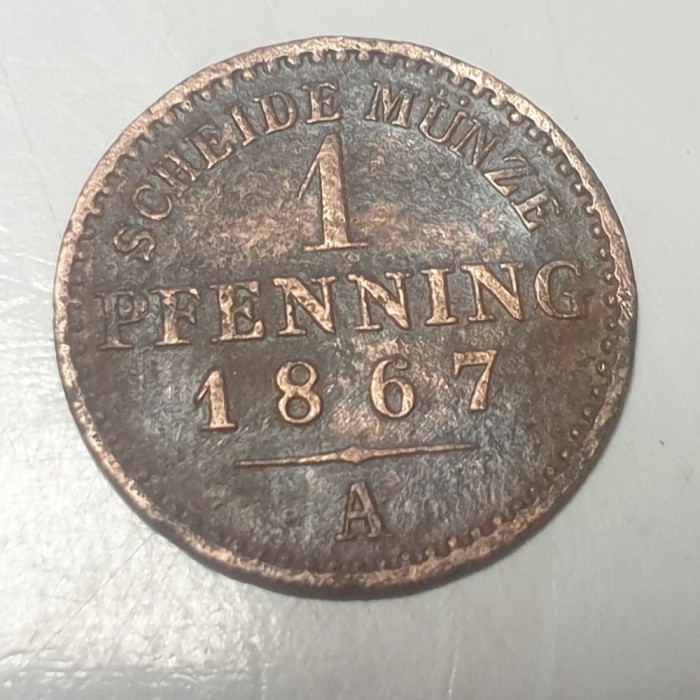 SCHEIDE MÜNZE
1
PFENNING
1867
A